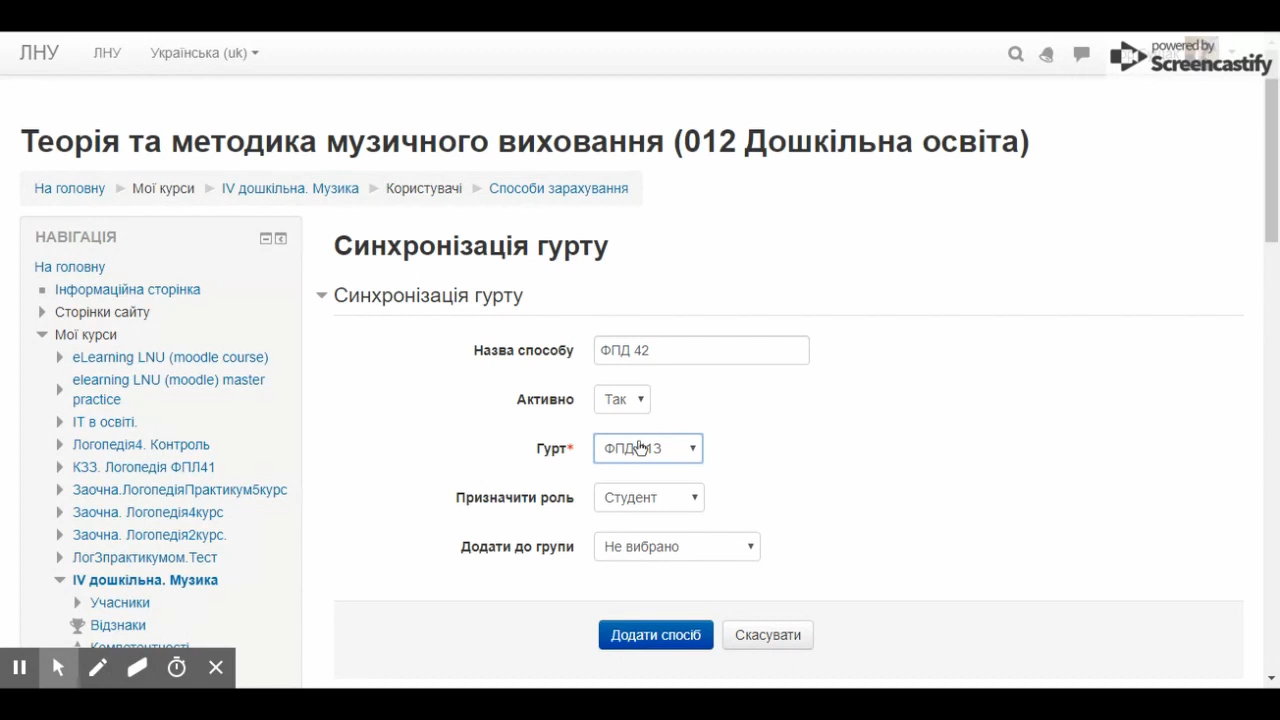 ЛНУ ЛНУ Українська (uk)
powered by
Screencastify
Теорія та методика музичного виховання (012 Дошкільна освіта)
На головну Мої курси IV дошкільна. Музика Користувачі Способи зарахування
НАВІГАЦІЯ
На головну
Інформаційна сторінка
Сторінки сайту
Мої курси
eLearning LNU (moodle course)
elearning LNU (moodle) master
practice
ІТ в освіті.
Логопедія4. Контроль
КЗЗ. Логопедія ФПЛ41
Заочна.ЛогопедіяПрактикум5курс
Заочна. Логопедія4курс
Заочна. Логопедія2курс.
ЛогЗпрактикумом.Тест
IV дошкільна. Музика
Учасники
Відзнаки
Компетентності
Синхронізація гурту
Синхронізація гурту
Назва способу ФПД 42
Активно Так
Гурт*
Призначити роль Студент
Додати до групи Не вибрано
Додати спосіб Скасувати